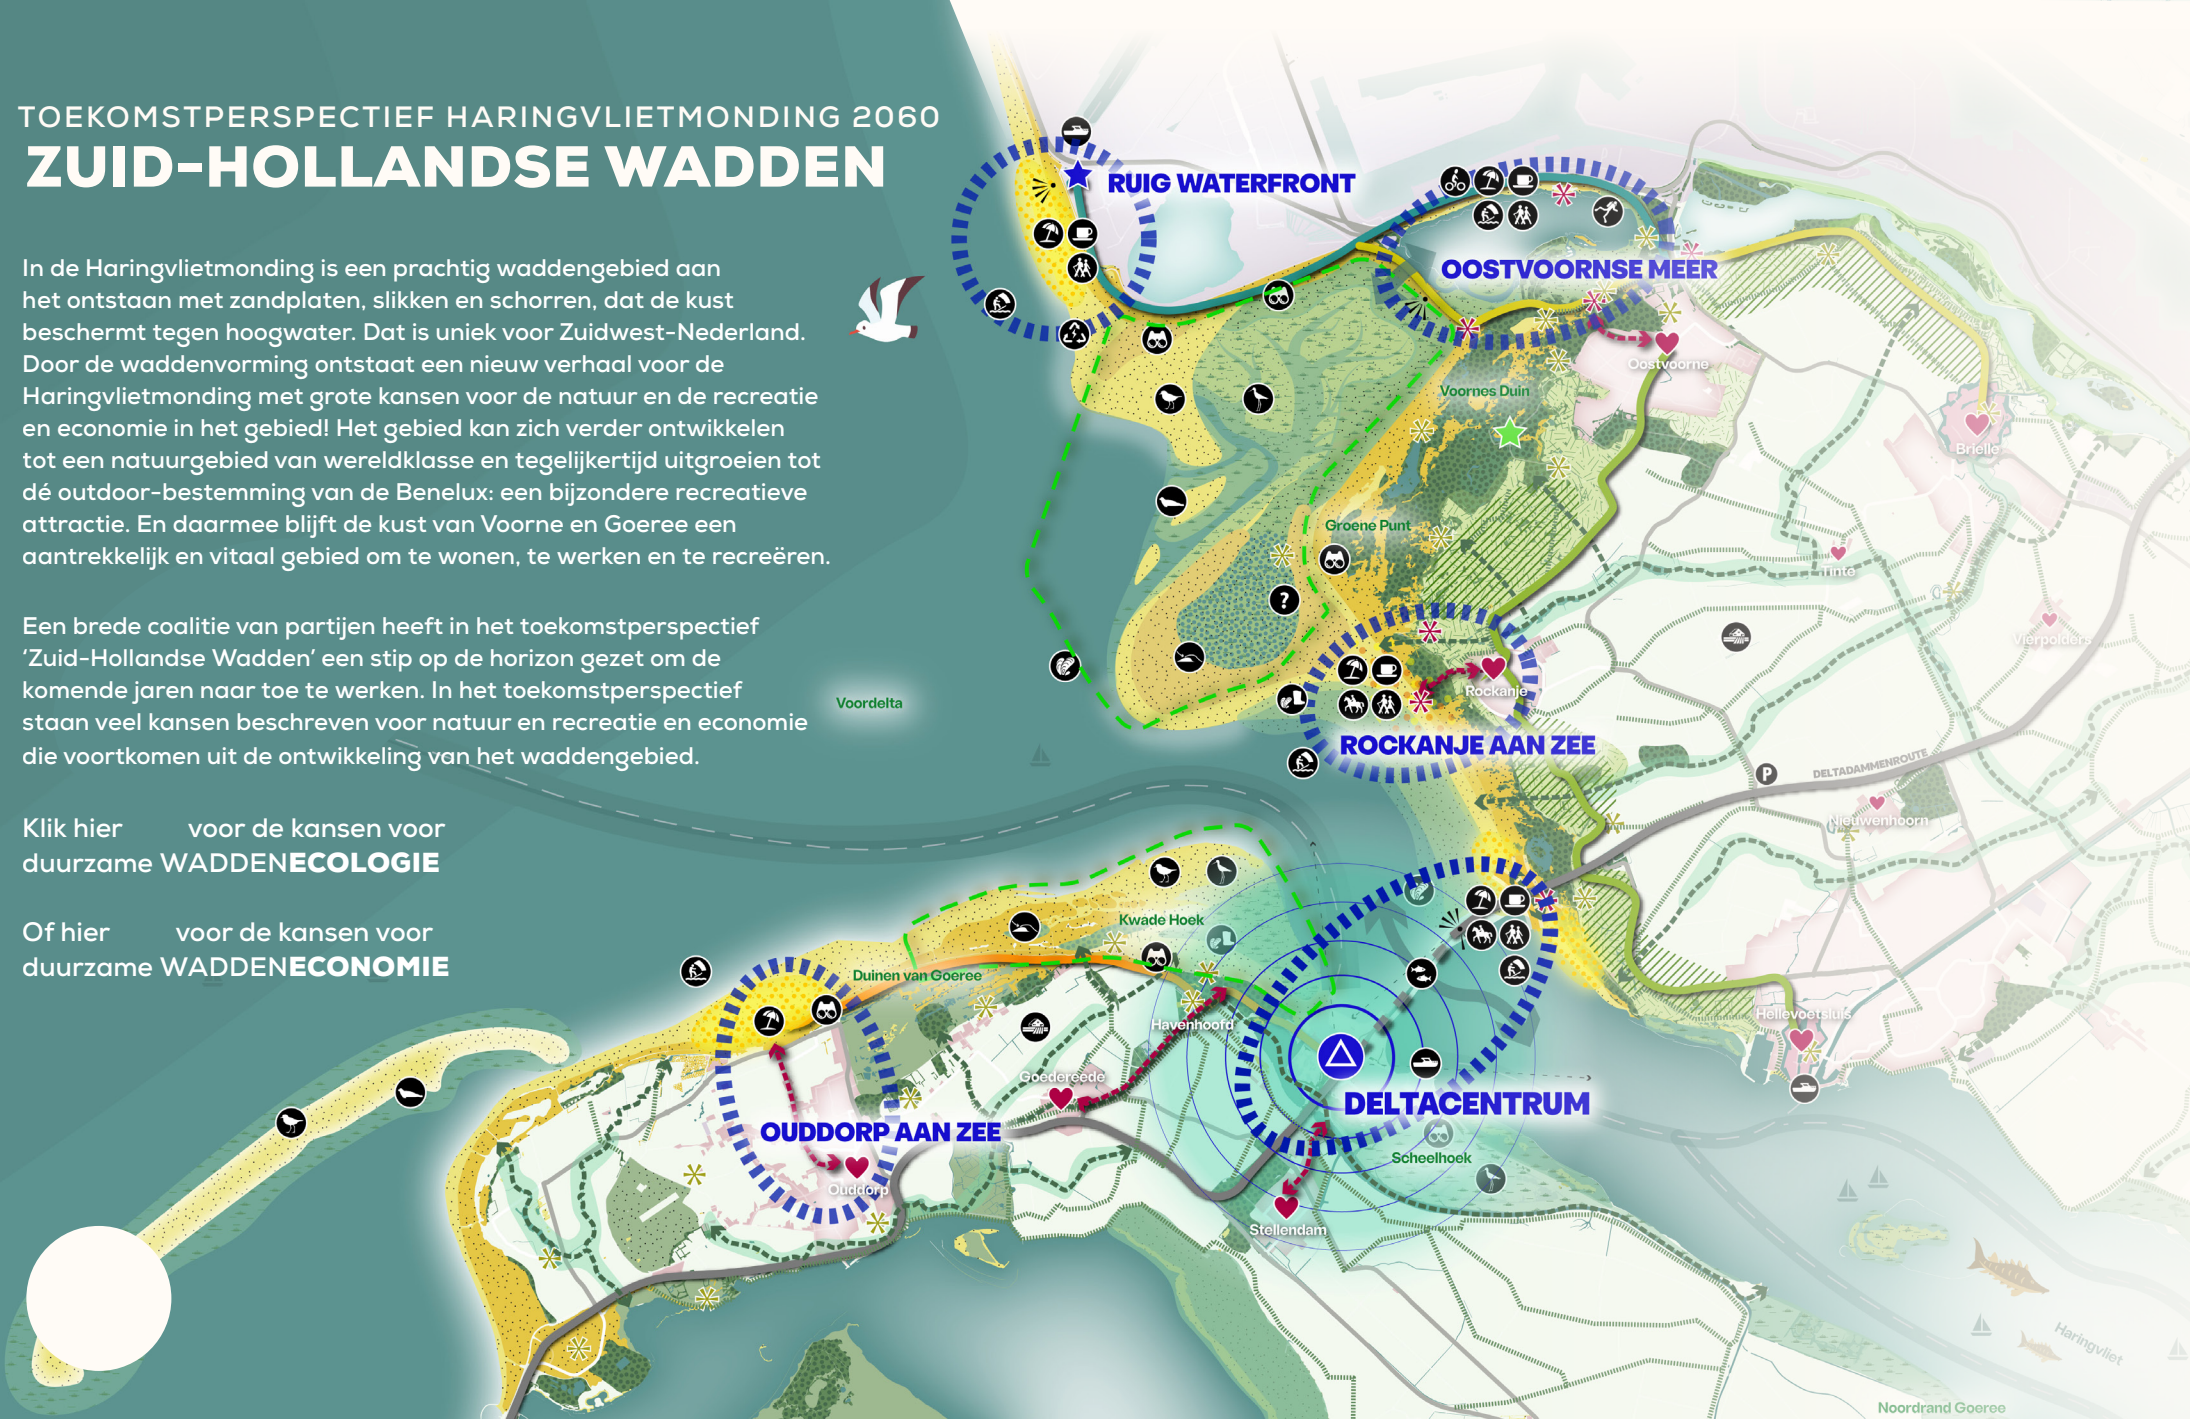 TOEKOMSTPERSPECTIEF HARINGVLIETMONDING 2060
ZUID-HOLLANDSE WADDEN
In de Haringvlietmonding is een prachtig waddengebied aan
het ontstaan met zandplaten, slikken en schorren, dat de kust
beschermt tegen hoogwater. Dat is uniek voor Zuidwest-Nederland.
Door de waddenvorming ontstaat een nieuw verhaal voor de
Haringvlietmonding met grote kansen voor de natuur en de recreatie
en economie in het gebied! Het gebied kan zich verder ontwikkelen
tot een natuurgebied van wereldklasse en tegelijkertijd uitgroeien tot
dé outdoor-bestemming van de Benelux: een bijzondere recreatieve
attractie. En daarmee blijft de kust van Voorne en Goeree een
aantrekkelijk en vitaal gebied om te wonen, te werken en te recreëren.
Een brede coalitie van partijen heeft in het toekomstperspectief
‘Zuid-Hollandse Wadden’ een stip op de horizon gezet om de
komende jaren naar toe te werken. In het toekomstperspectief
staan veel kansen beschreven voor natuur en recreatie en economie
die voortkomen uit de ontwikkeling van het waddengebied.
Klik hier voor de kansen voor
duurzame WADDENECOLOGIE
Of hier voor de kansen voor
duurzame WADDENECONOMIE
RUIG WATERFRONT
OOSTVOORNSE MEER
Oostvoorne
Voornes Duin
Brielle
Groene Punt
Tinte
Vierpolders
?
Rockanje
Voordelta
ROCKANJE AAN ZEE
DELTADAMMENROUTE
P
Nieuwenhoorn
Kwade Hoek
Duinen van Goeree
Havenhoofd
Hellevoetsluis
Goedereede
DELTACENTRUM
OUDDORP AAN ZEE
Scheelhoek
Ouddorp
Stellendam
Haringvliet
Noordrand Goeree